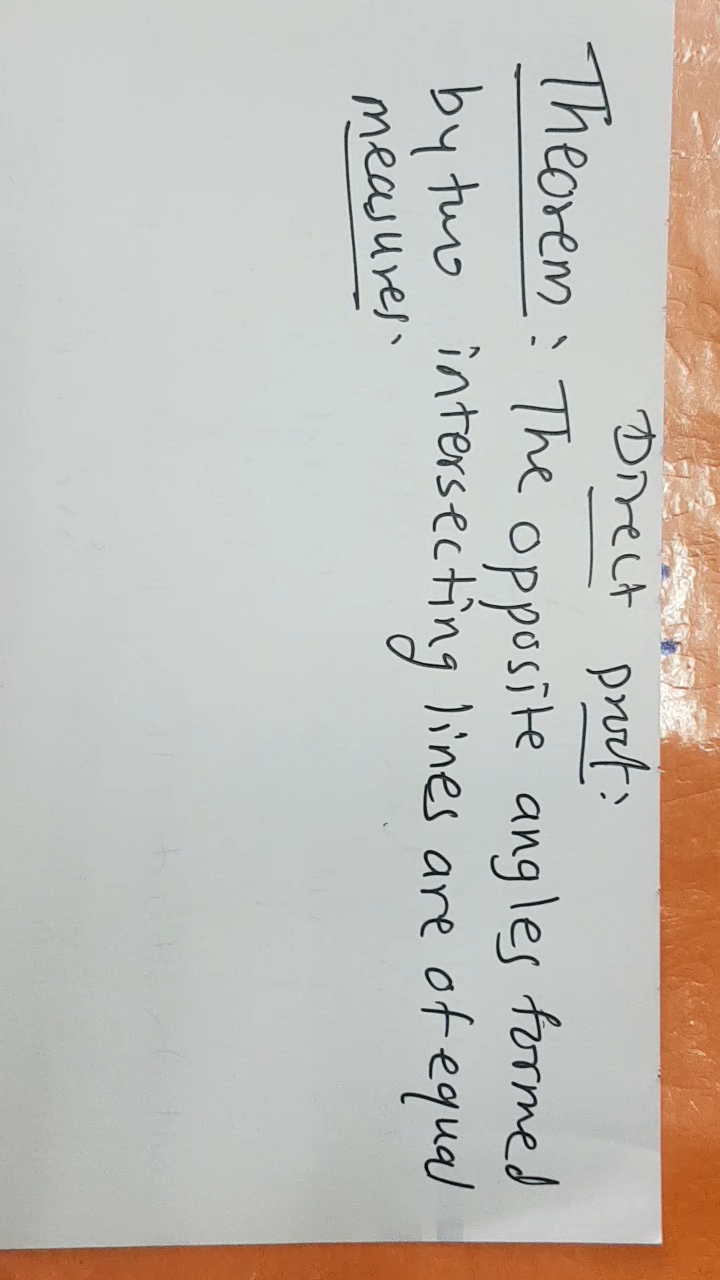 Direct proof:
Theorem: The opposite angles formed
by two intersecting lines are of equal
measures.